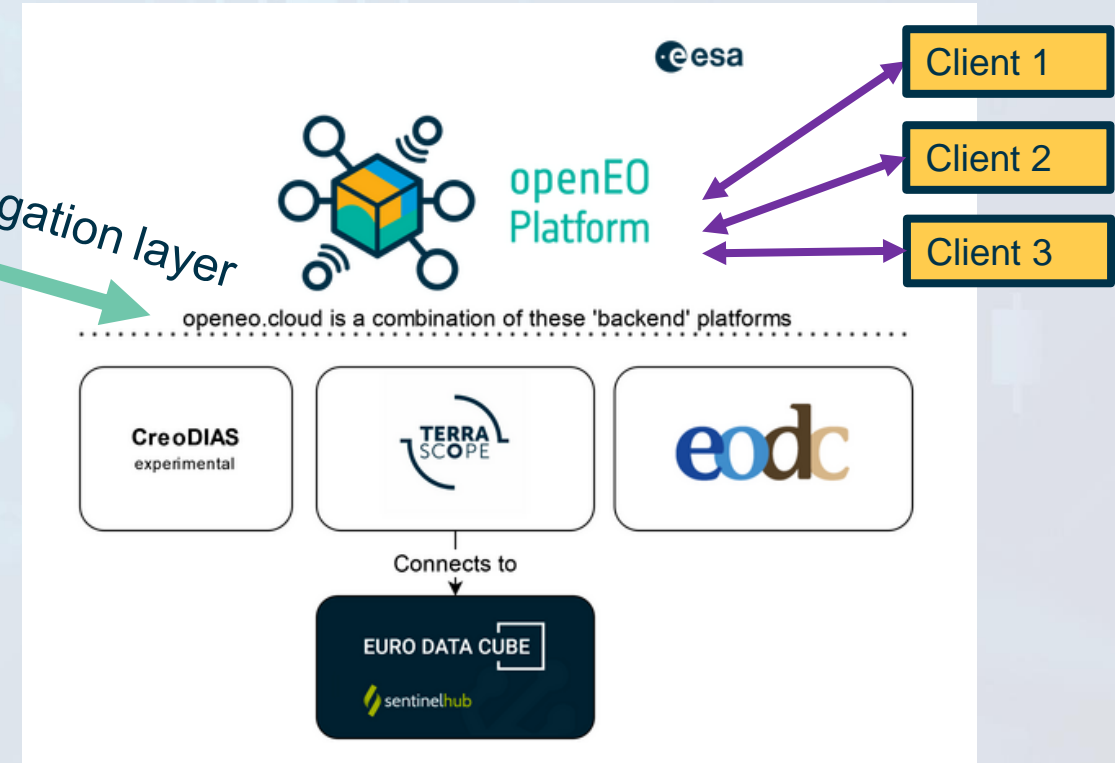 esa
Client 1
Client 2
Client 3
openEO
Platform
layer
openeo.cloud is a combination of these 'backend' platforms
CreoDIAS
experimental
TERRA
SCOPE
eodc
Connects to
EURO DATA CUBE
sentinelhub